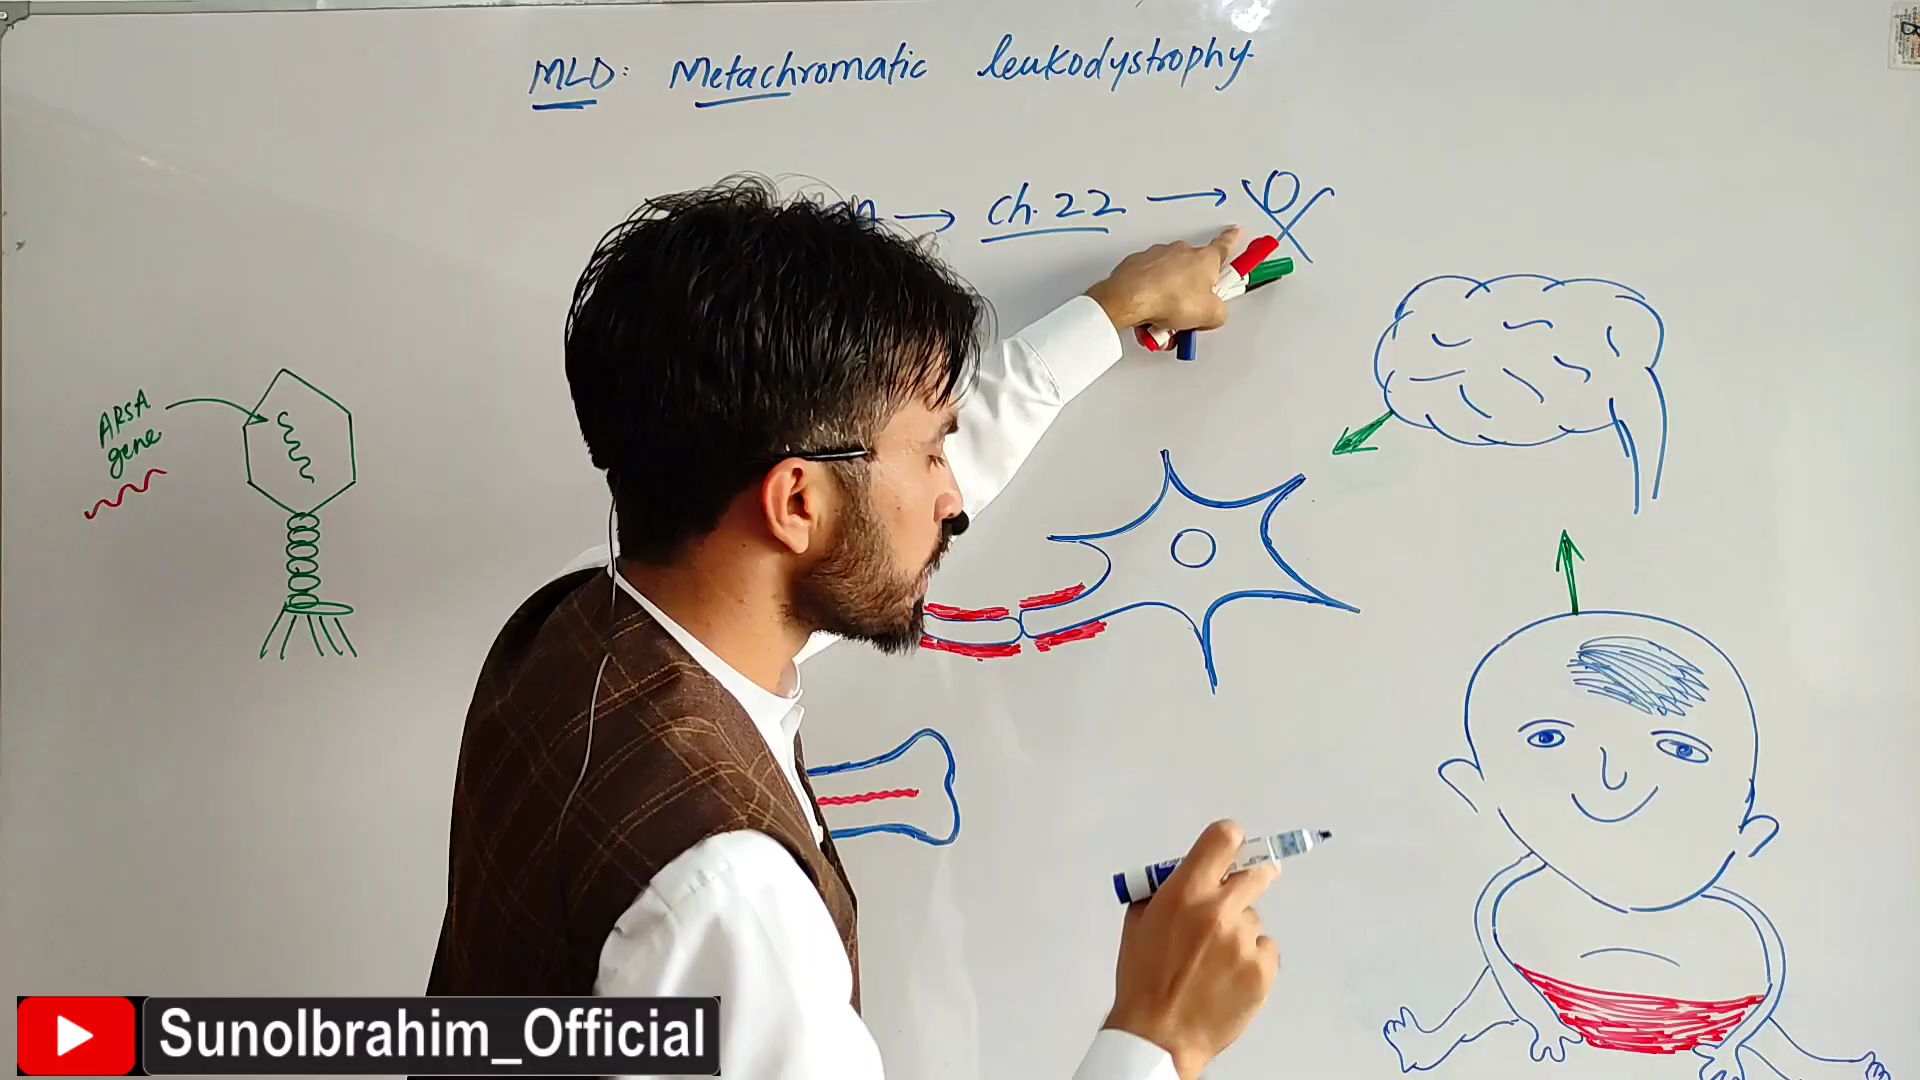 MLD: Metachromatic leukodystrophy.
→ Ch. 22 →
ARSA
gene
SunoIbrahim_Official